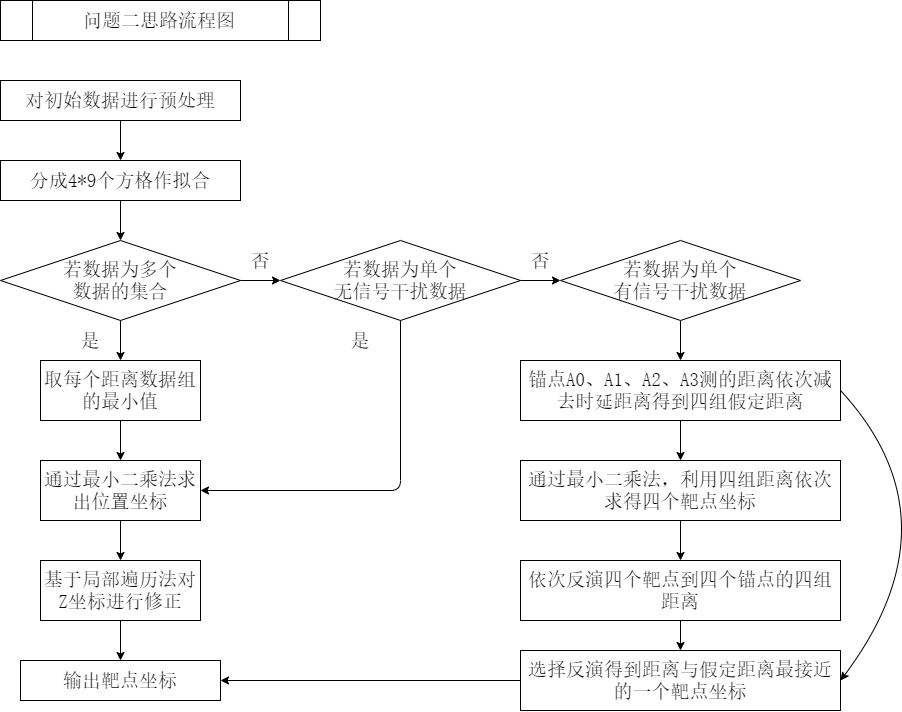 问题二思路流程图
对初始数据进行预处理
分成4*9个方格作拟合
若数据为多个
数据的集合
否
若数据为单个
无信号干扰数据
否
若数据为单个
有信号干扰数据
是
是
取每个距离数据组
的最小值
锚点A0、A1、A2、A3测的距离依次减
去时延距离得到四组假定距离
通过最小二乘法求
出位置坐标
通过最小二乘法，利用四组距离依次
求得四个靶点坐标
基于局部遍历法对
Z坐标进行修正
依次反演四个靶点到四个锚点的四组
距离
输出靶点坐标
选择反演得到距离与假定距离最接近
的一个靶点坐标